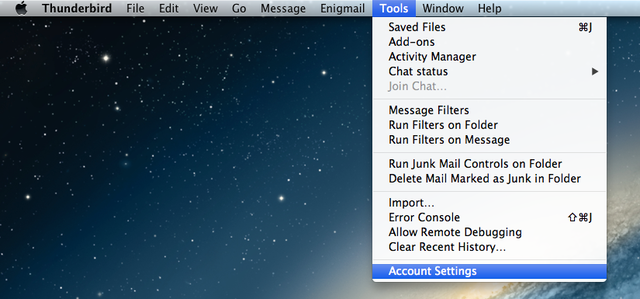 Thunderbird File Edit View Go Message Enigmail Tools Window Help
Saved Files ⌘J
Add-ons
Activity Manager
Chat status ▶
Join Chat...
Message Filters
Run Filters on Folder
Run Filters on Message
Run Junk Mail Controls on Folder
Delete Mail Marked as Junk in Folder
Import...
Error Console ⇧⌘J
Allow Remote Debugging
Clear Recent History...
Account Settings